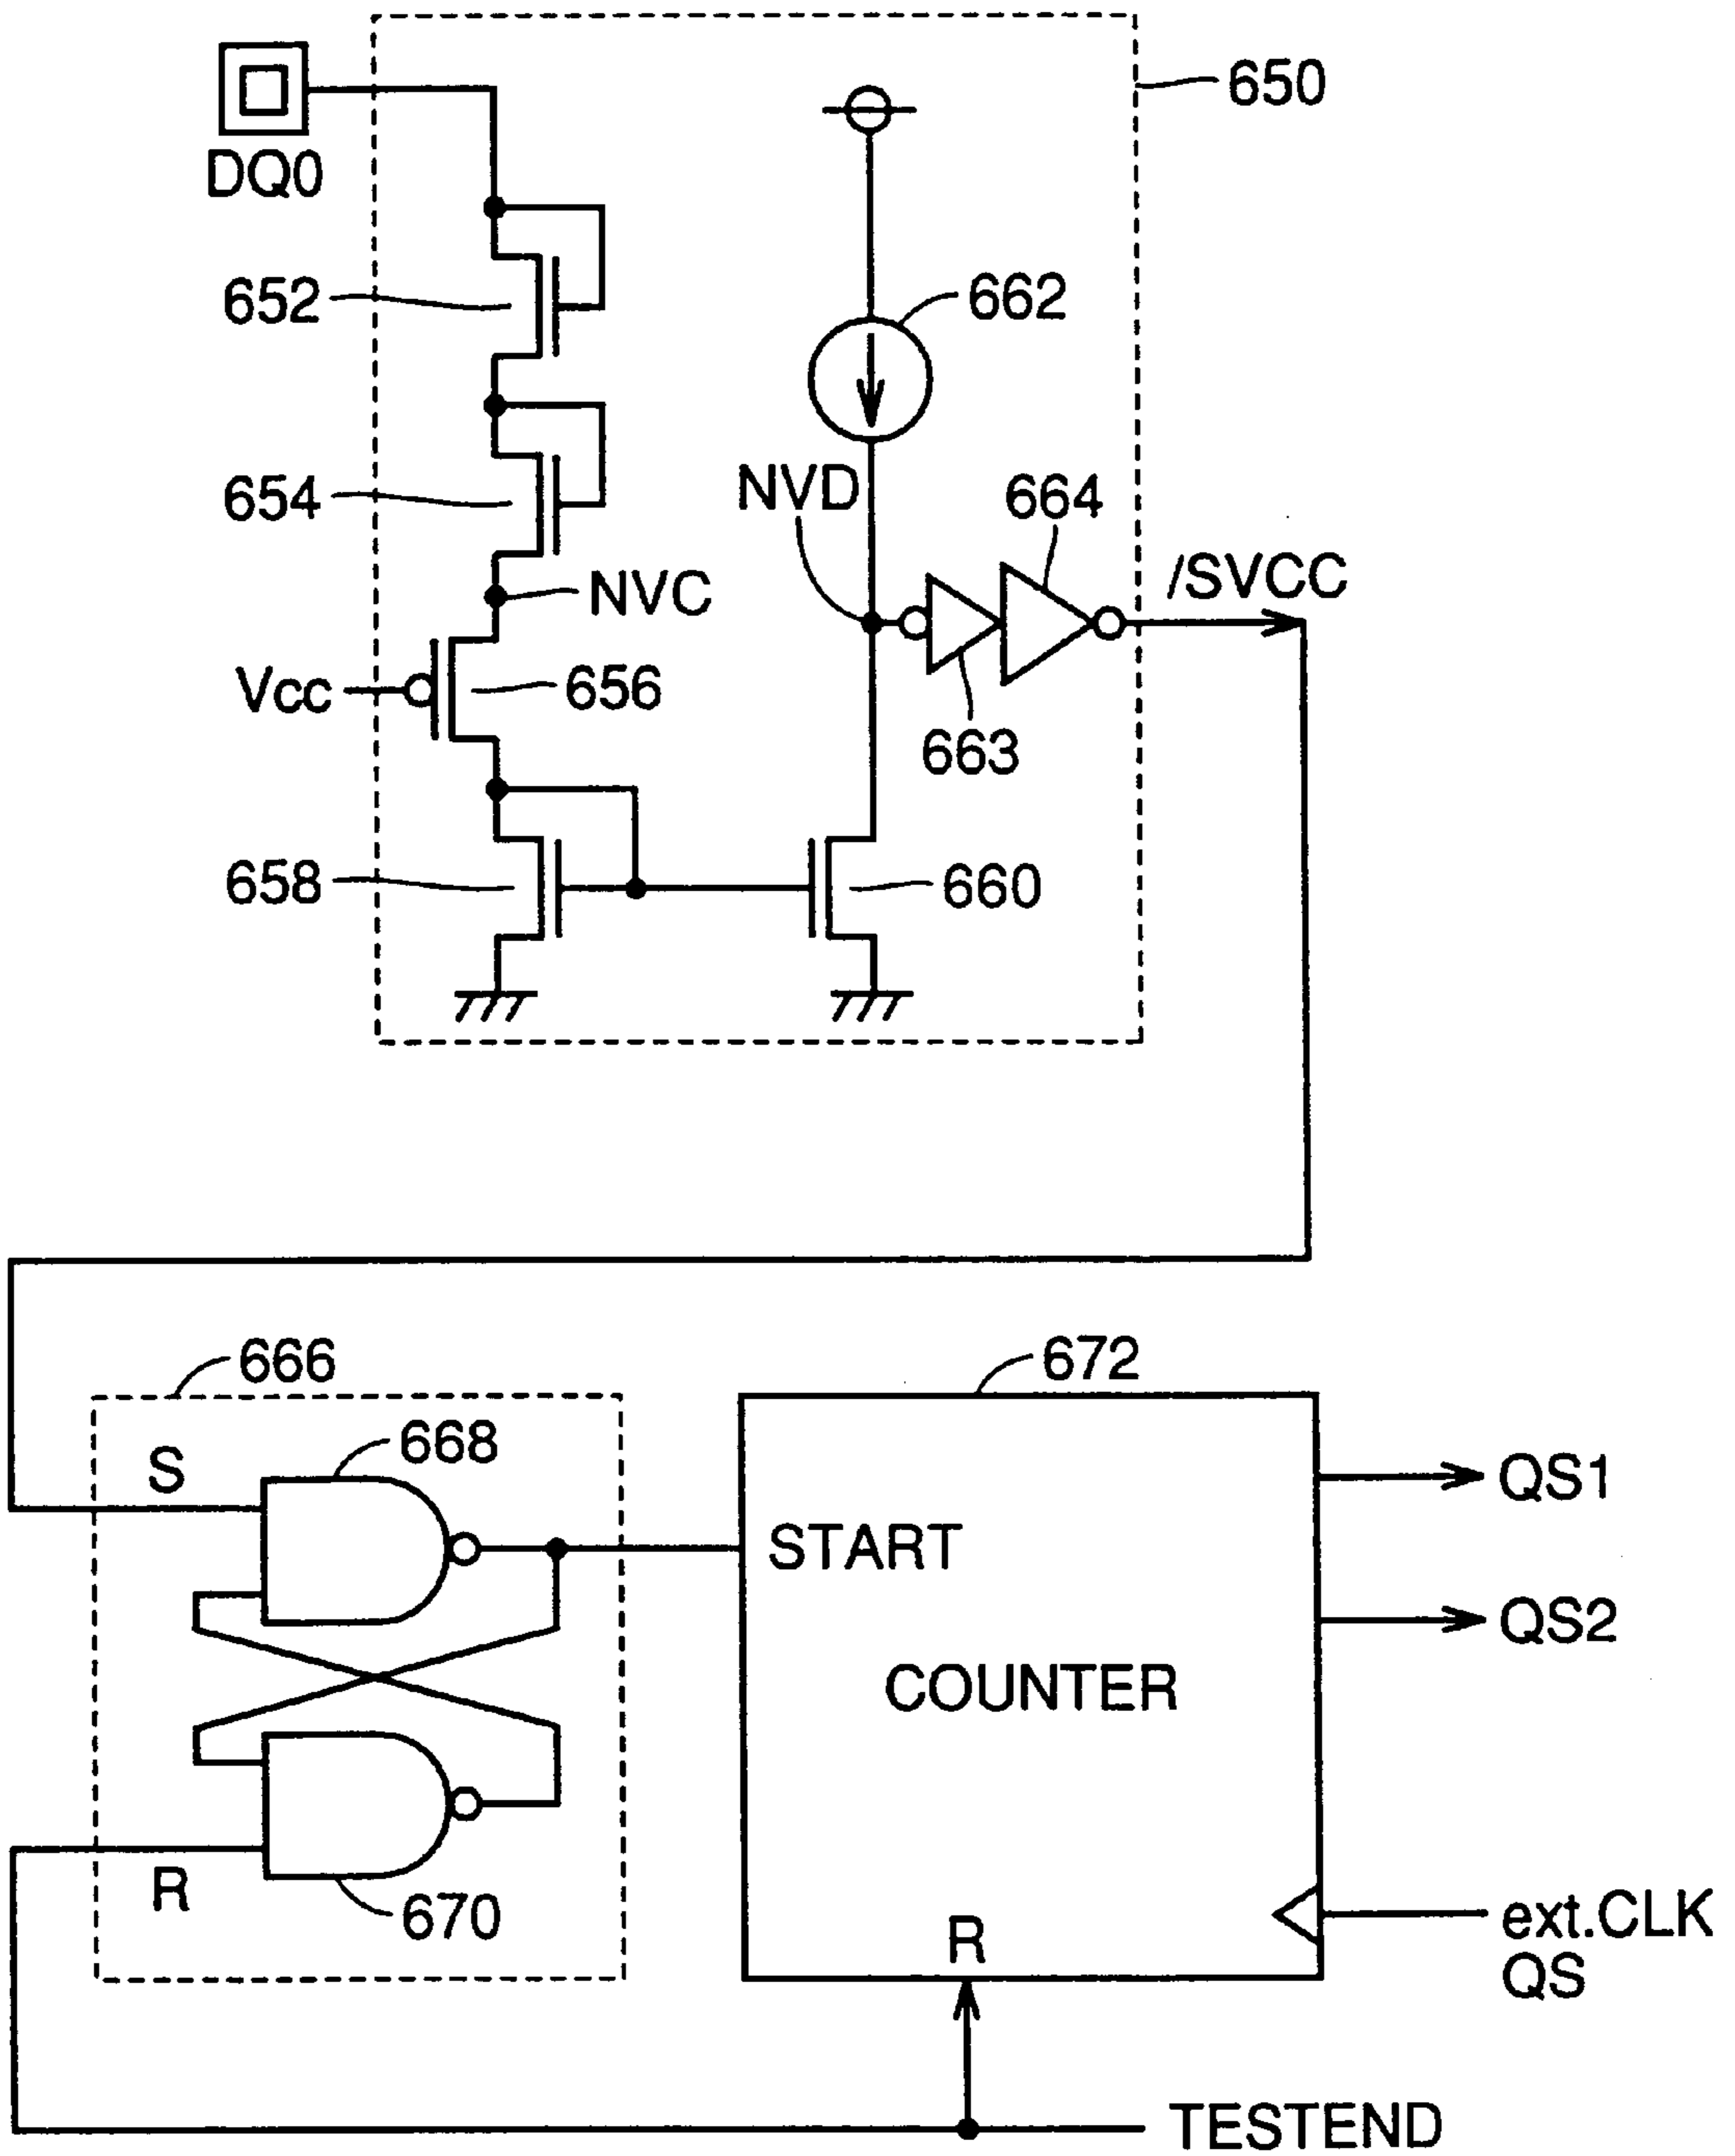 650
DQ0
652
662
654
NVD
664
/SVCC
NVC
Vcc
656
663
658
660
666
672
S
668
QS1
START
QS2
COUNTER
R
670
R
ext.CLK
QS
TESTEND